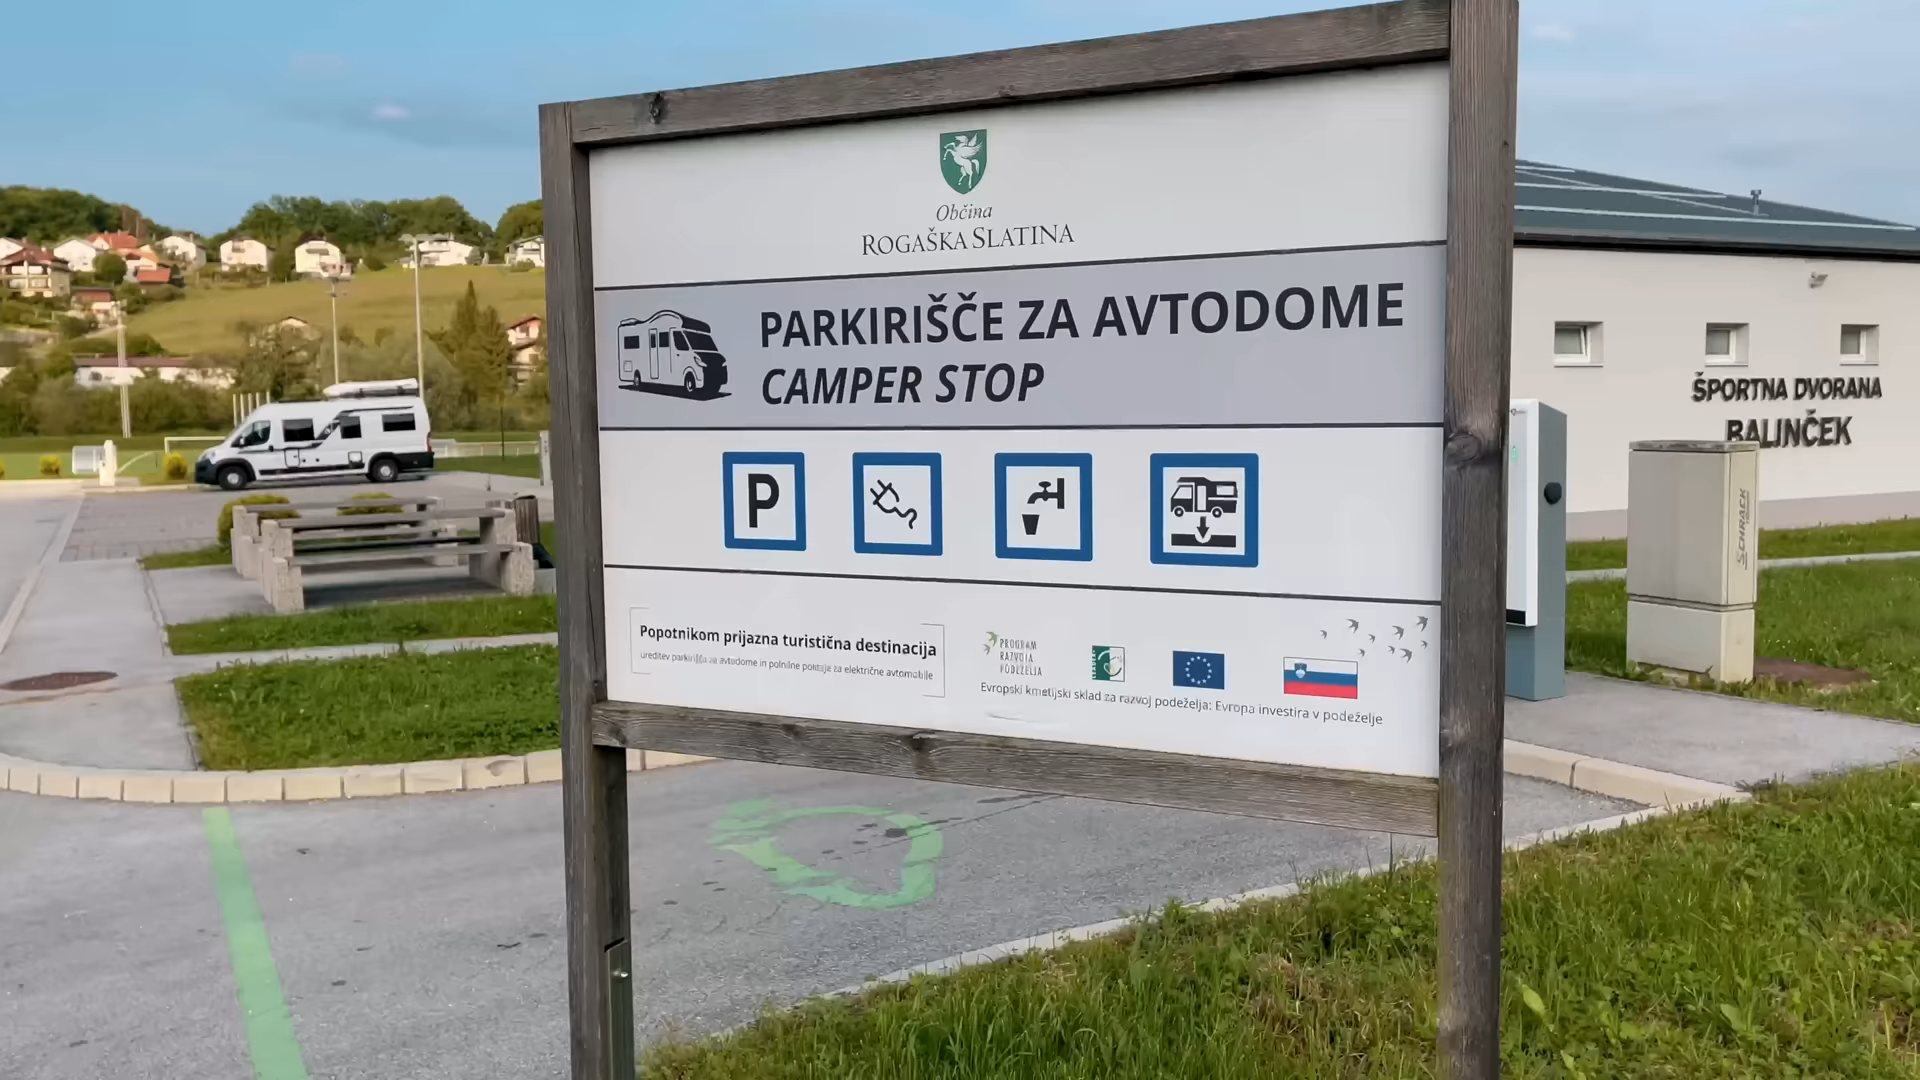 Občina
ROGAŠKA SLATINA
PARKIRIŠČE ZA AVTODOME
CAMPER STOP
P
Popotnikom prijazna turistična destinacija
ureditev parkirišča za avtodome in polnilne postaje za električne avtomobile
PROGRAM
RAZVOJA
PODEŽELJA
Evropski kmetijski sklad za razvoj podeželja: Evropa investira v podeželje
ŠPORTNA DVORANA
BALINČEK
SCHRACK